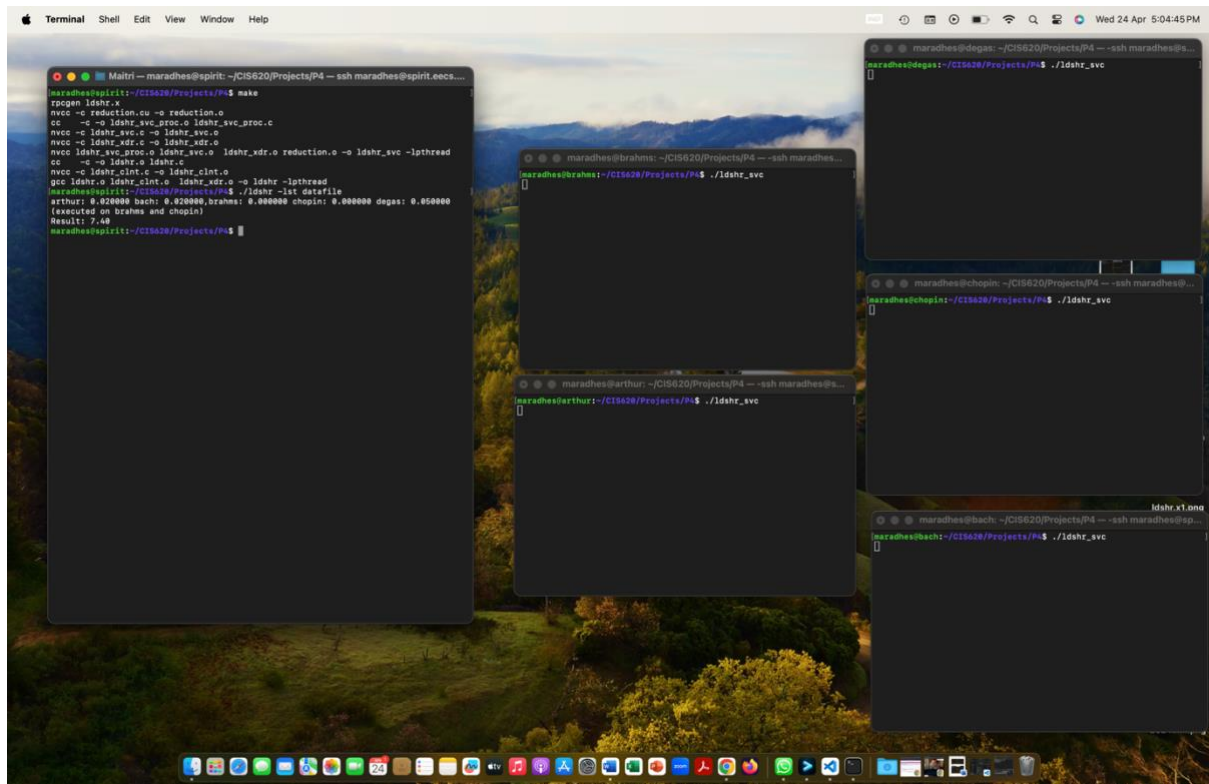 Terminal Shell Edit View Window Help
Wed 24 Apr 5:04:45 PM
Maitri — maradhes@spirit: ~/CIS620/Projects/P4 — ssh maradhes@spirit.eecs....
maradhes@spirit:~/CIS620/Projects/P4$ make
rpcgen ldshr.x
nvcc -c reduction.cu -o reduction.o
cc -c -o ldshr_svc_proc.o ldshr_svc_proc.c
nvcc -c ldshr_svc.c -o ldshr_svc.o
nvcc -c ldshr_xdr.c -o ldshr_xdr.o
nvcc ldshr_svc_proc.o ldshr_svc.o ldshr_xdr.o reduction.o -o ldshr_svc -lpthread
cc -c -o ldshr.o ldshr.c
nvcc -c ldshr_clnt.c -o ldshr_clnt.o
gcc ldshr.o ldshr_clnt.o ldshr_xdr.o -o ldshr -lpthread
maradhes@spirit:~/CIS620/Projects/P4$ ./ldshr -lst datafile
arthur: 0.020000 bach: 0.020000,brahms: 0.000000 chopin: 0.000000 degas: 0.050000
(executed on brahms and chopin)
Result: 7.40
maradhes@spirit:~/CIS620/Projects/P4$
maradhes@brahms: ~/CIS620/Projects/P4 — -ssh maradhes...
maradhes@brahms:~/CIS620/Projects/P4$ ./ldshr_svc
maradhes@arthur: ~/CIS620/Projects/P4 — -ssh maradhes@s...
maradhes@arthur:~/CIS620/Projects/P4$ ./ldshr_svc
maradhes@degas: ~/CIS620/Projects/P4 — -ssh maradhes@s...
maradhes@degas:~/CIS620/Projects/P4$ ./ldshr_svc
maradhes@chopin: ~/CIS620/Projects/P4 — -ssh maradhes@...
maradhes@chopin:~/CIS620/Projects/P4$ ./ldshr_svc
ldshr.x1.png
maradhes@bach: ~/CIS620/Projects/P4 — -ssh maradhes@sp...
maradhes@bach:~/CIS620/Projects/P4$ ./ldshr_svc